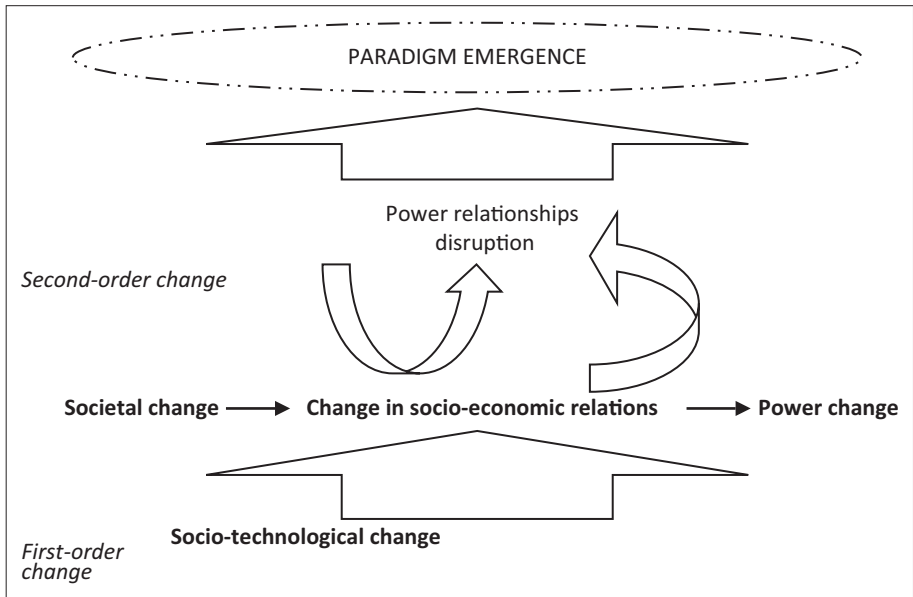 PARADIGM EMERGENCE
Power relationships
disruption
Second-order change
Societal change
Change in socio-economic relations
Power change
Socio-technological change
First-order
change